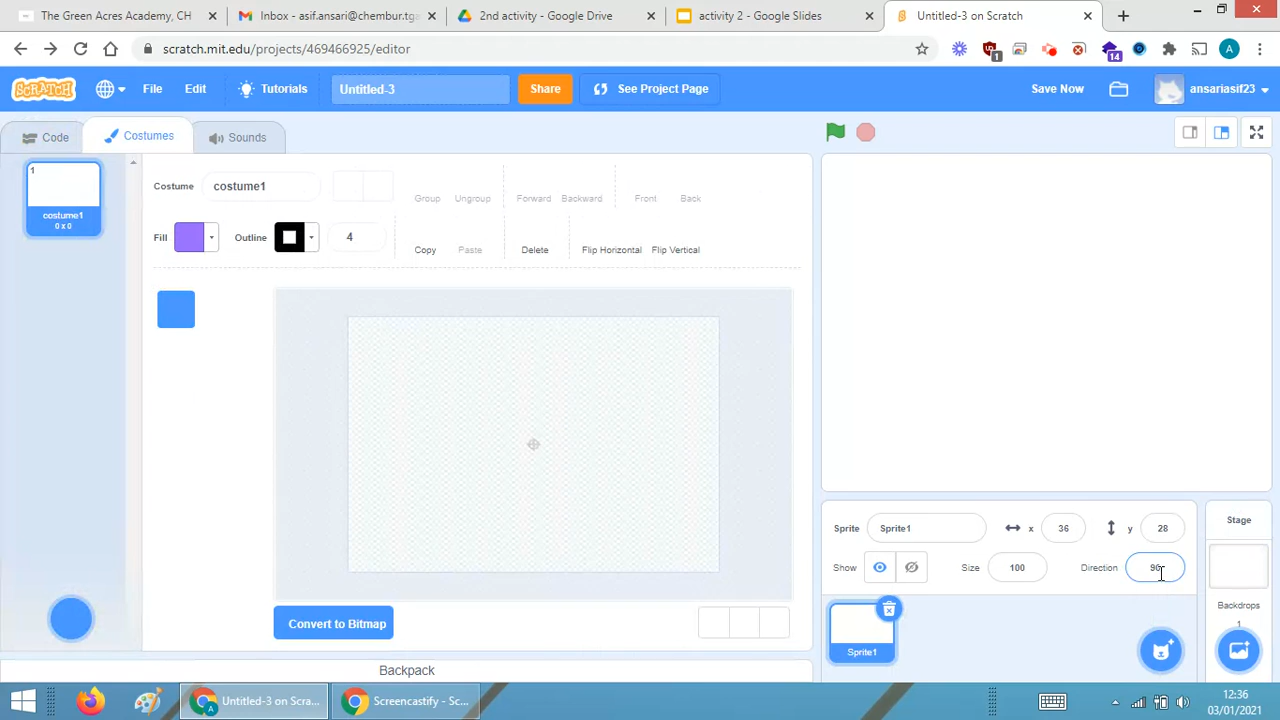 The Green Acres Academy, CH
Inbox - asif.ansari@chembur.tga
2nd activity - Google Drive
activity 2 - Google Slides
Untitled-3 on Scratch
scratch.mit.edu/projects/469466925/editor
1
14
A
SCRATCH
File
Edit
Tutorials
Untitled-3
Share
See Project Page
Save Now
ansariasif23
Code
Costumes
Sounds
1
costume1
0 x 0
Costume
costume1
Group
Ungroup
Forward
Backward
Front
Back
Fill
Outline
4
Copy
Paste
Delete
Flip Horizontal
Flip Vertical
Convert to Bitmap
Backpack
Sprite
Sprite1
x
36
y
28
Show
Size
100
Direction
90
Sprite1
Stage
Backdrops
1
A
Untitled-3 on Scra...
Screencastify - Sc...
12:36
03/01/2021